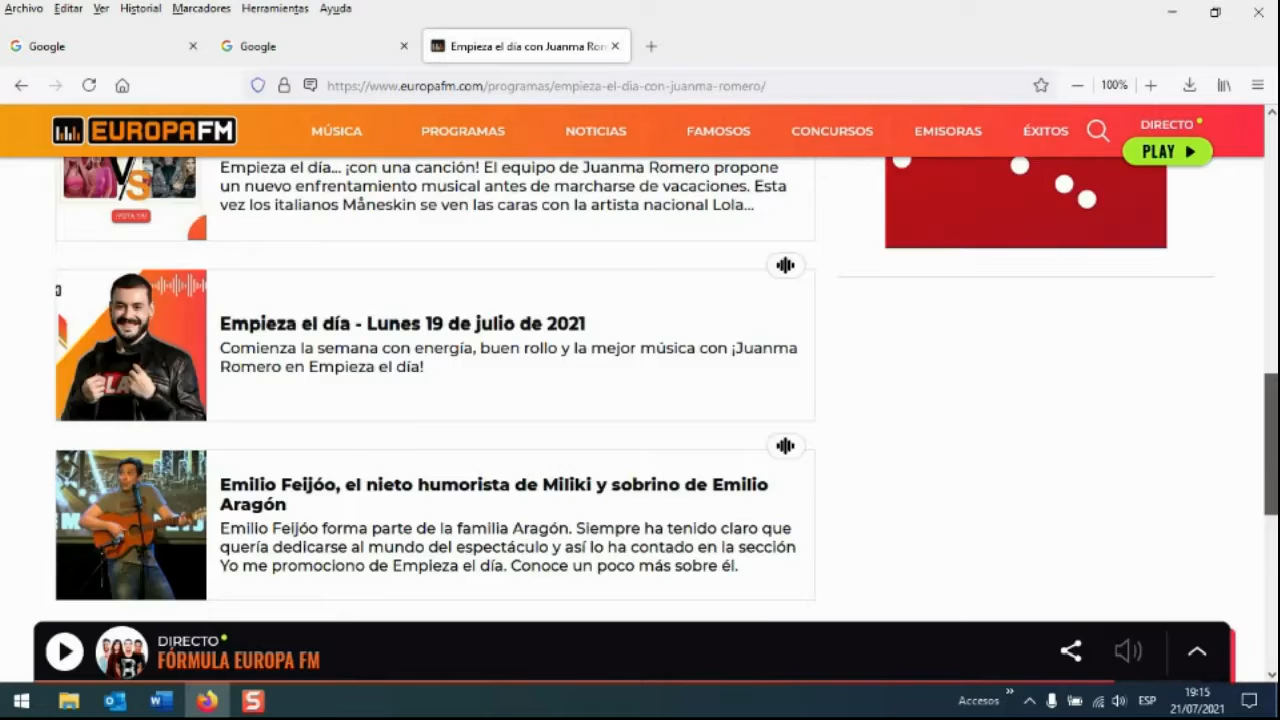 Archivo Editar Ver Historial Marcadores Herramientas Ayuda
Google
Google
Empieza el día con Juanma Ror
https://www.europafm.com/programas/empieza-el-dia-con-juanma-romero/
100%
EUROPA FM
MÚSICA
PROGRAMAS
NOTICIAS
FAMOSOS
CONCURSOS
EMISORAS
ÉXITOS
DIRECTO
PLAY
VS
Empieza el día... ¡con una canción! El equipo de Juanma Romero propone
un nuevo enfrentamiento musical antes de marcharse de vacaciones. Esta
vez los italianos Måneskin se ven las caras con la artista nacional Lola...
Empieza el día - Lunes 19 de julio de 2021
Comienza la semana con energía, buen rollo y la mejor música con ¡Juanma
Romero en Empieza el día!
Emilio Feijóo, el nieto humorista de Miliki y sobrino de Emilio
Aragón
Emilio Feijóo forma parte de la familia Aragón. Siempre ha tenido claro que
quería dedicarse al mundo del espectáculo y así lo ha contado en la sección
Yo me promociono de Empieza el día. Conoce un poco más sobre él.
DIRECTO
FÓRMULA EUROPA FM
Accesos
ESP
19:15
21/07/2021